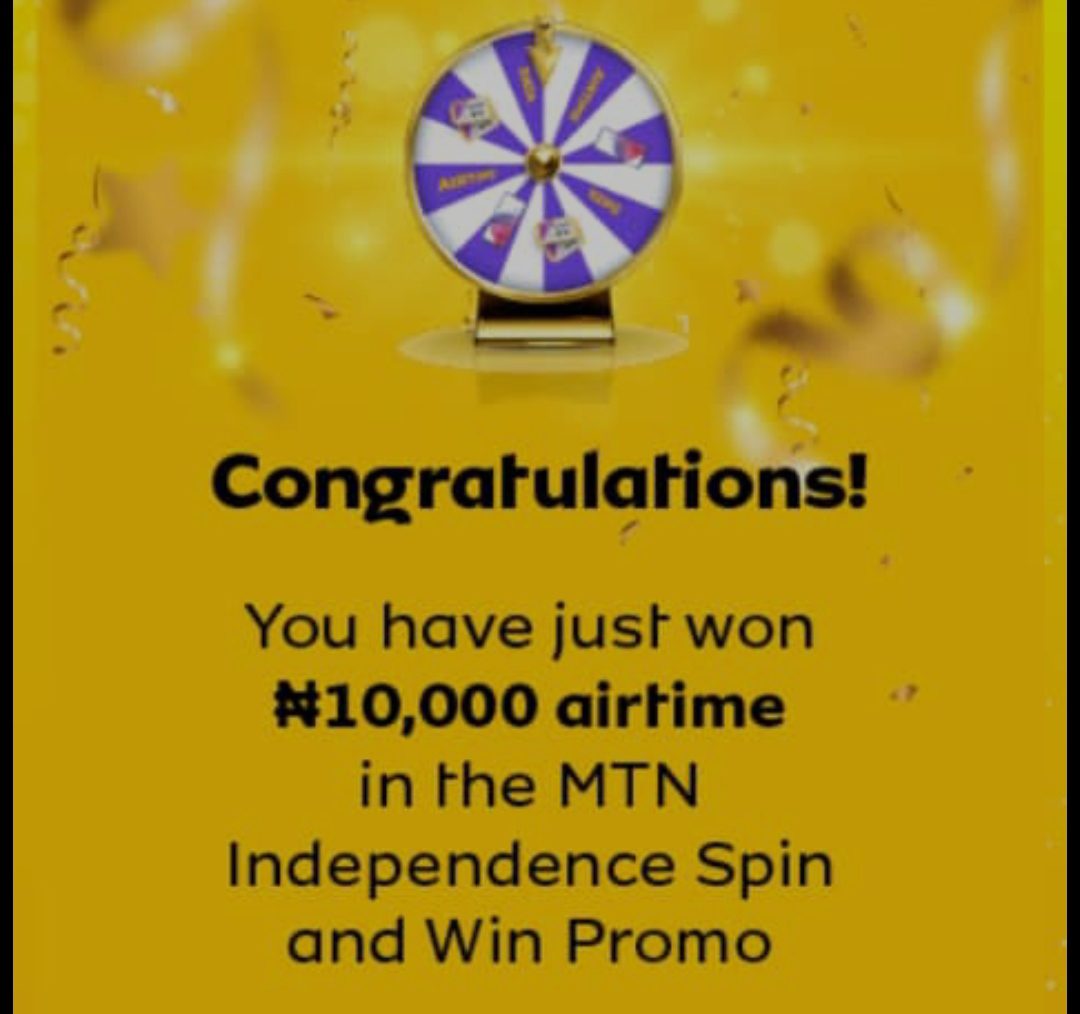 AIRTIME
Congratulations!
You have just won
₦10,000 airtime
in the MTN
Independence Spin
and Win Promo